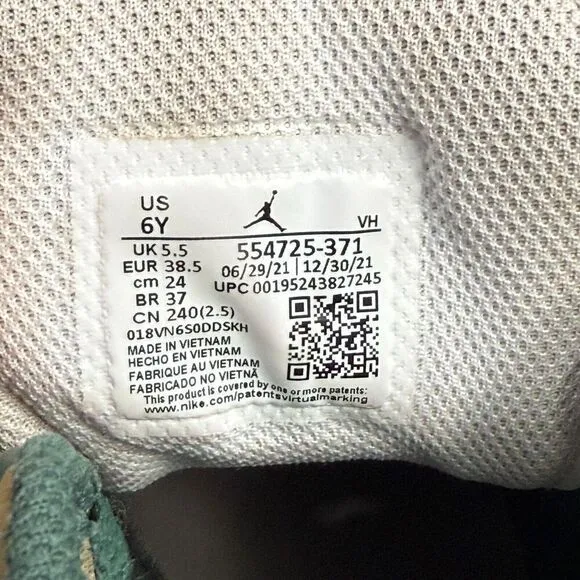 US
6Y
VH
UK 5.5
EUR 38.5
cm 24
BR 37
CN 240(2.5)
554725-371
06/29/21 | 12/30/21
UPC 00195243827245
018VN6S0DDSKH
MADE IN VIETNAM
HECHO EN VIETNAM
FABRIQUE AU VIETNAM
FABRICADO NO VIETNÃ
This product is covered by one or more patents:
www.nike.com/patentsvirtualmarking